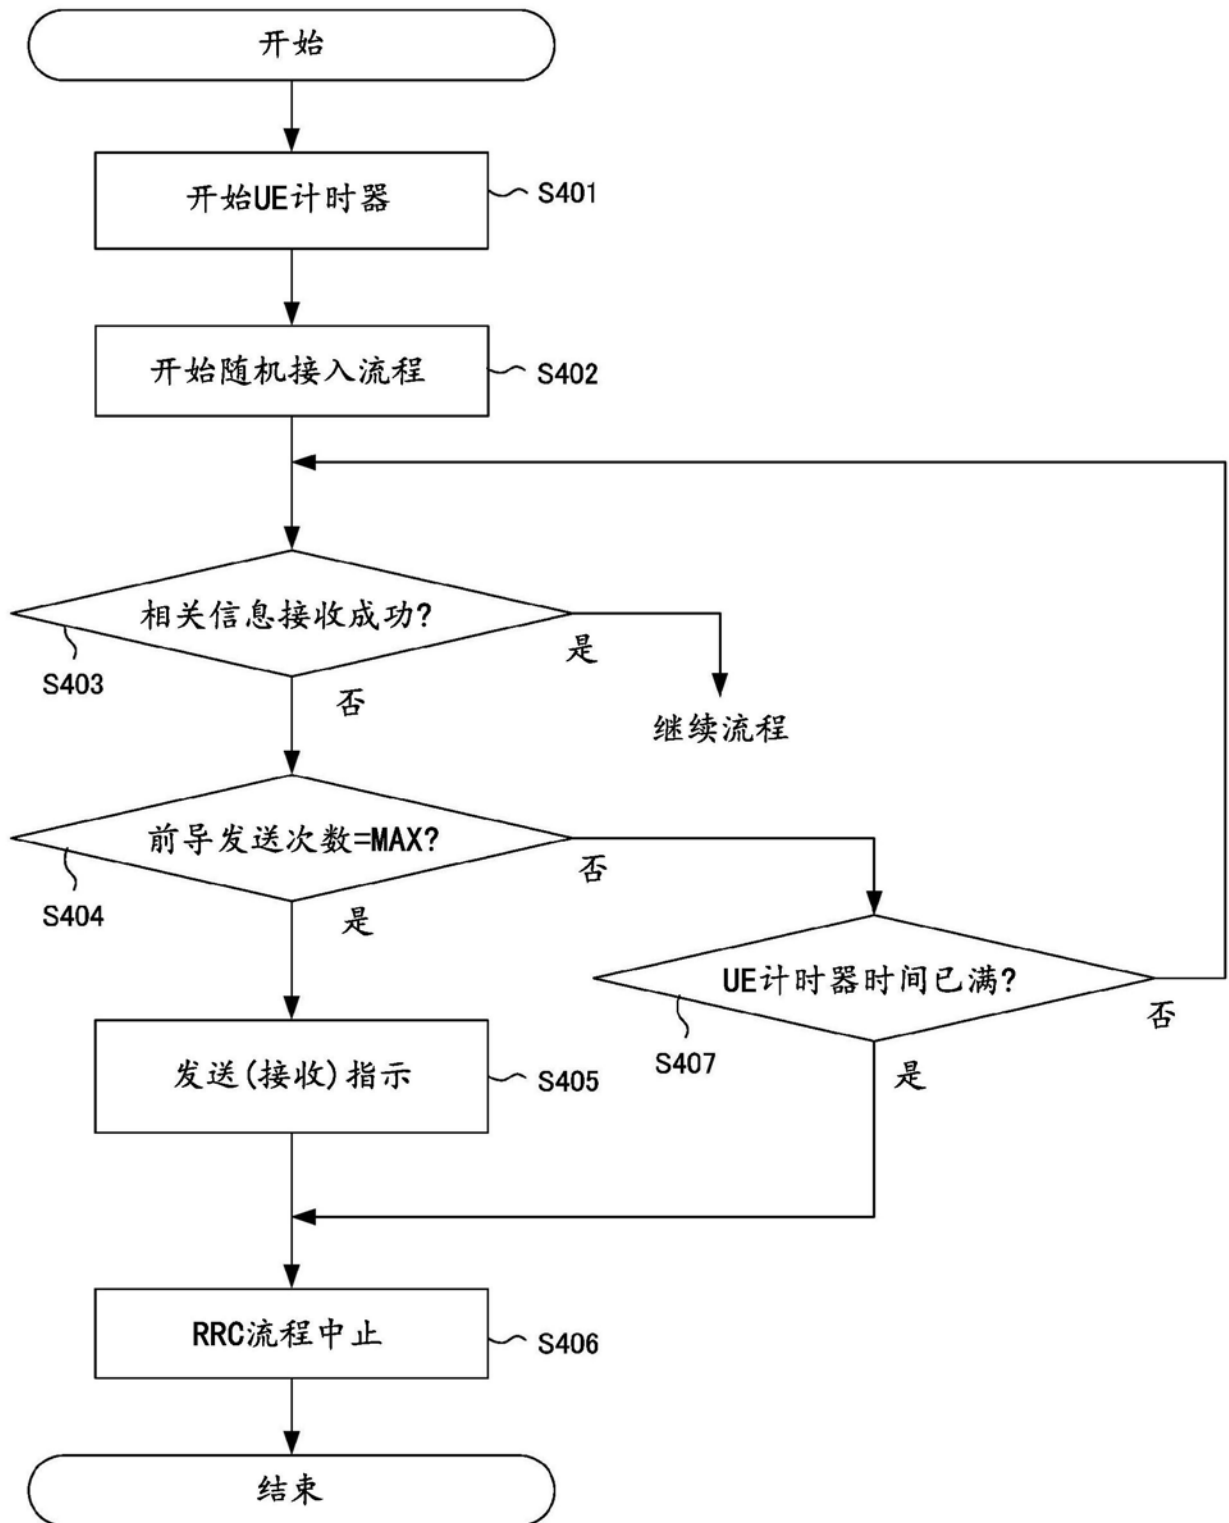 开始
开始UE计时器
S401
开始随机接入流程
S402
相关信息接收成功?
S403
是
否
继续流程
前导发送次数=MAX?
S404
否
是
UE计时器时间已满?
S407
否
是
发送(接收)指示
S405
RRC流程中止
S406
结束